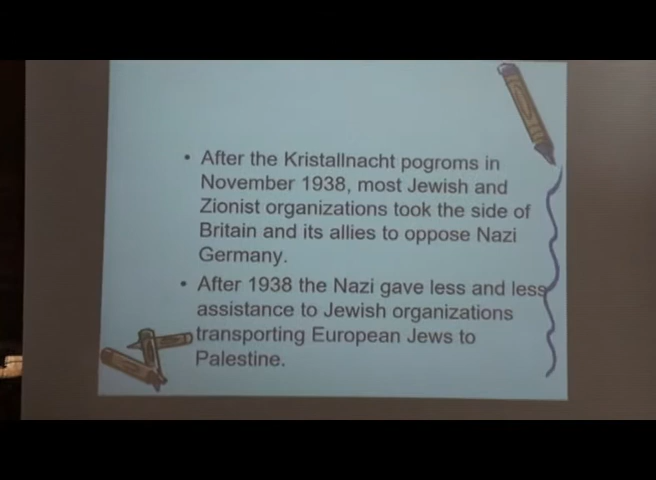 • After the Kristallnacht pogroms in
November 1938, most Jewish and
Zionist organizations took the side of
Britain and its allies to oppose Nazi
Germany.
• After 1938 the Nazi gave less and less
assistance to Jewish organizations
transporting European Jews to
Palestine.